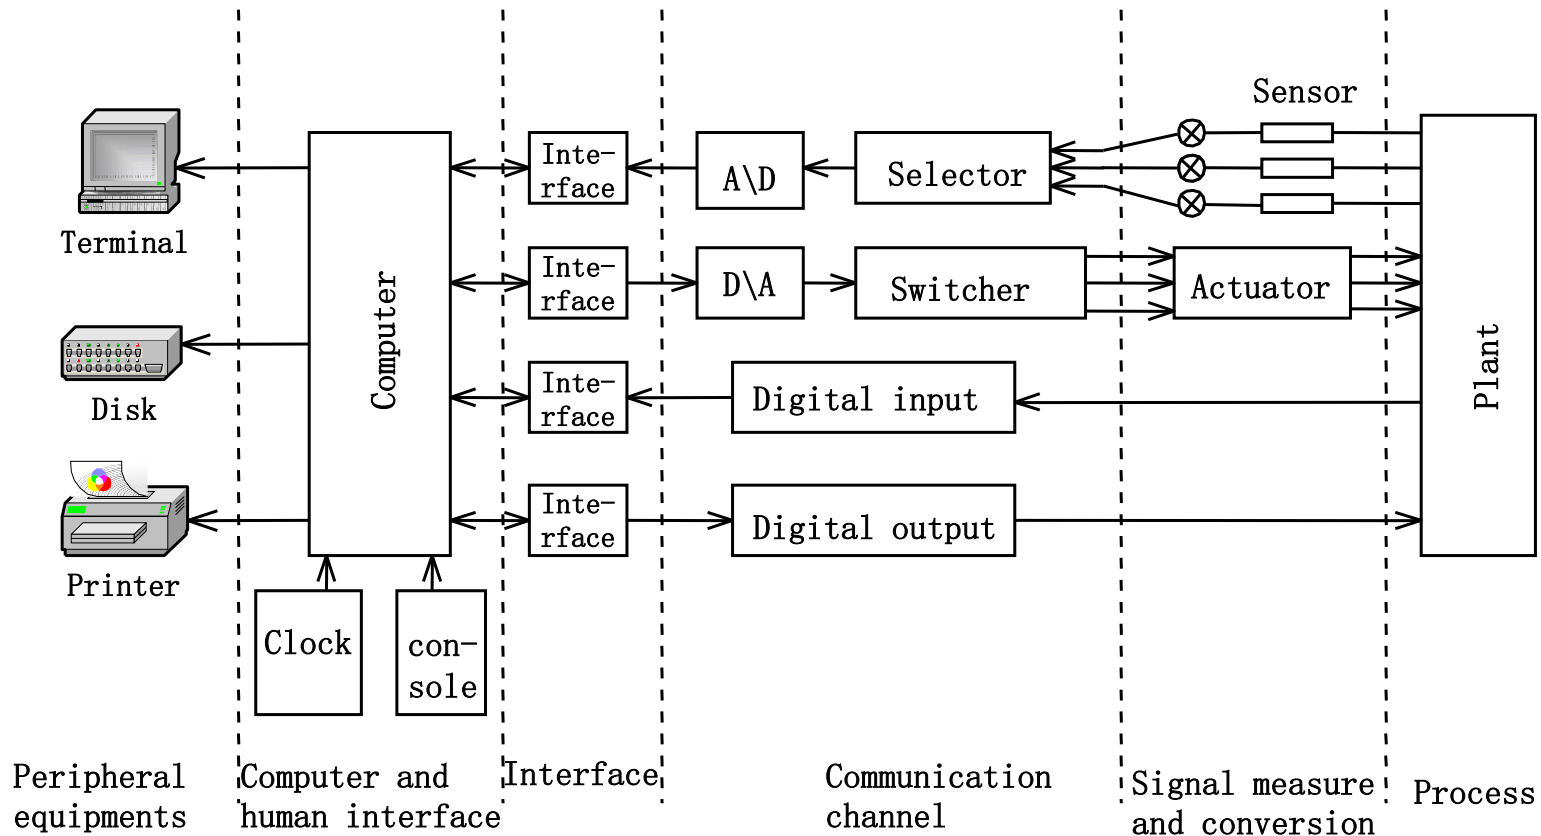 Sensor
Terminal
Disk
Printer
Computer
Clock
con-
sole
Inte-
rface
A\D
Selector
Inte-
rface
D\A
Switcher
Actuator
Inte-
rface
Digital input
Inte-
rface
Digital output
Plant
Peripheral
equipments
Computer and
human interface
Interface
Communication
channel
Signal measure
and conversion
Process